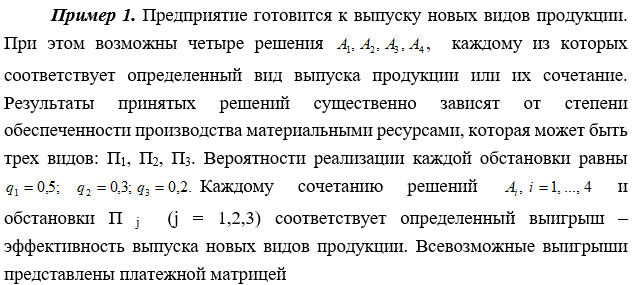 Пример 1. Предприятие готовится к выпуску новых видов продукции.
При этом возможны четыре решения A₁, A₂, A₃, A₄, каждому из которых
соответствует определенный вид выпуска продукции или их сочетание.
Результаты принятых решений существенно зависят от степени
обеспеченности производства материальными ресурсами, которая может быть
трех видов: П₁, П₂, П₃. Вероятности реализации каждой обстановки равны
q₁ = 0,5; q₂ = 0,3; q₃ = 0,2. Каждому сочетанию решений Aᵢ, i = 1, ..., 4 и
обстановки П ⱼ (j = 1,2,3) соответствует определенный выигрыш –
эффективность выпуска новых видов продукции. Всевозможные выигрыши
представлены платежной матрицей